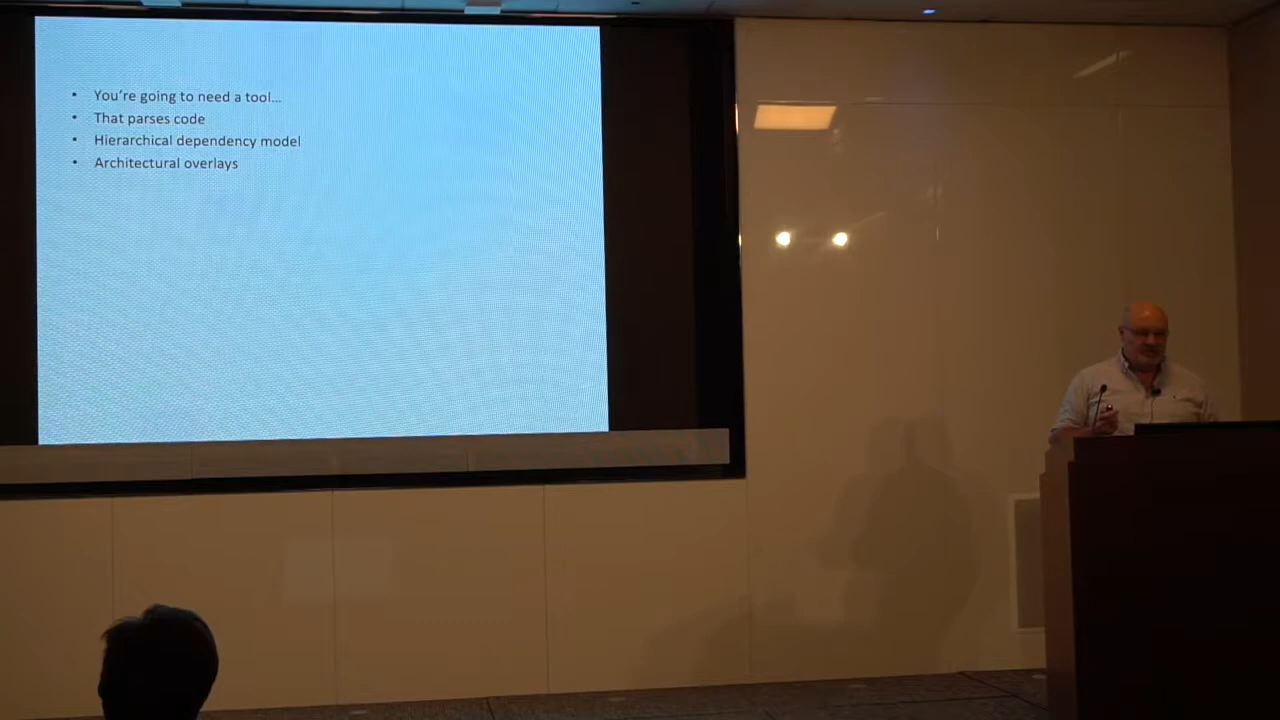 • You're going to need a tool…
• That parses code
• Hierarchical dependency model
• Architectural overlays